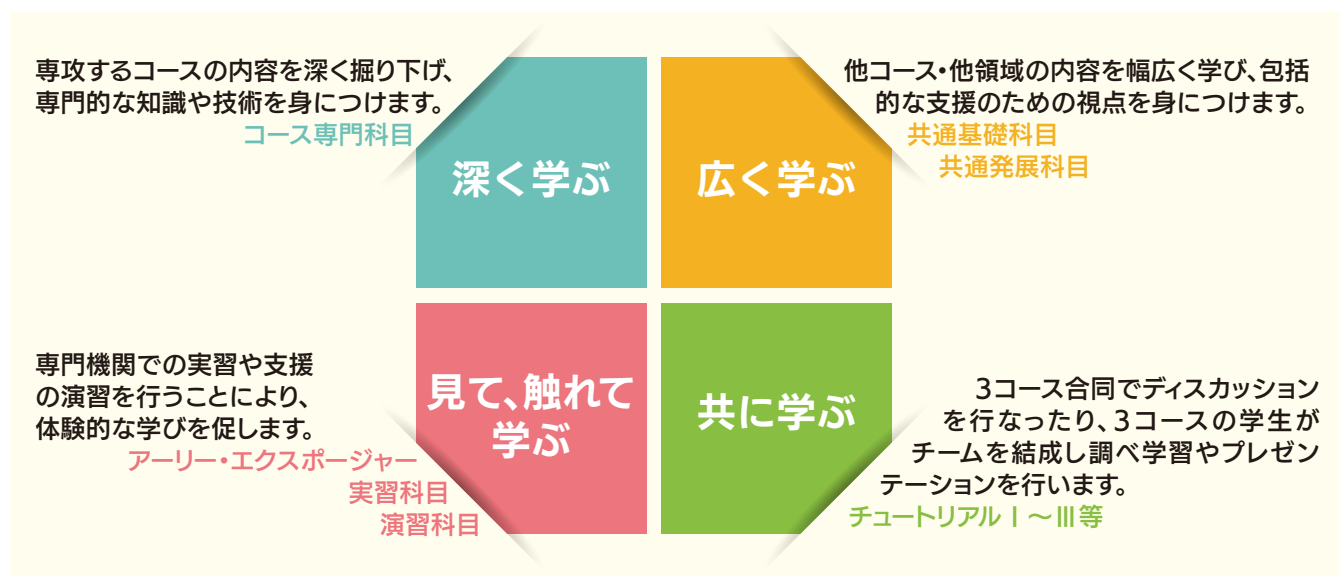 専攻するコースの内容を深く掘り下げ、
専門的な知識や技術を身につけます。
コース専門科目
深く学ぶ
広く学ぶ
他コース・他領域の内容を幅広く学び、包括
的な支援のための視点を身につけます。
共通基礎科目
共通発展科目
専門機関での実習や支援
の演習を行うことにより、
体験的な学びを促します。
アーリー・エクスポージャー
実習科目
演習科目
見て、触れて
学ぶ
共に学ぶ
3コース合同でディスカッション
を行なったり、3コースの学生が
チームを結成し調べ学習やプレゼン
テーションを行います。
チュートリアルⅠ～Ⅲ等